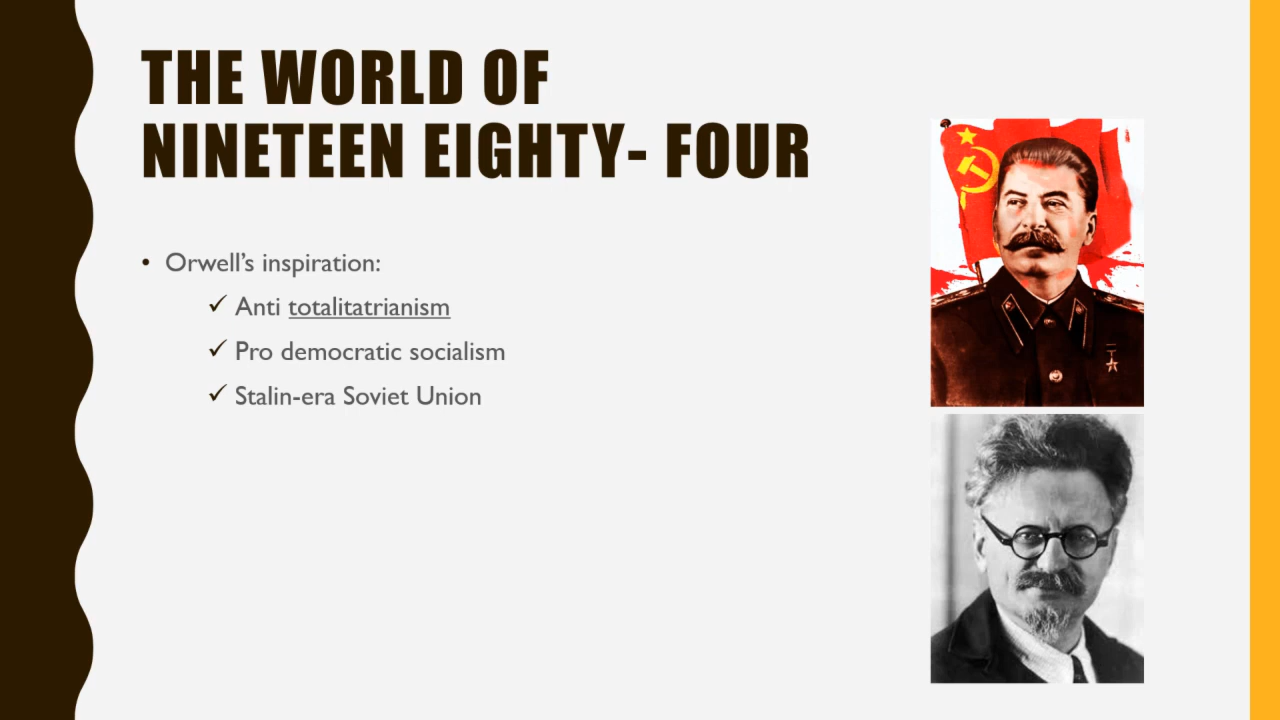 THE WORLD OF
NINETEEN EIGHTY- FOUR
• Orwell’s inspiration:
✓ Anti totalitatrianism
✓ Pro democratic socialism
✓ Stalin-era Soviet Union